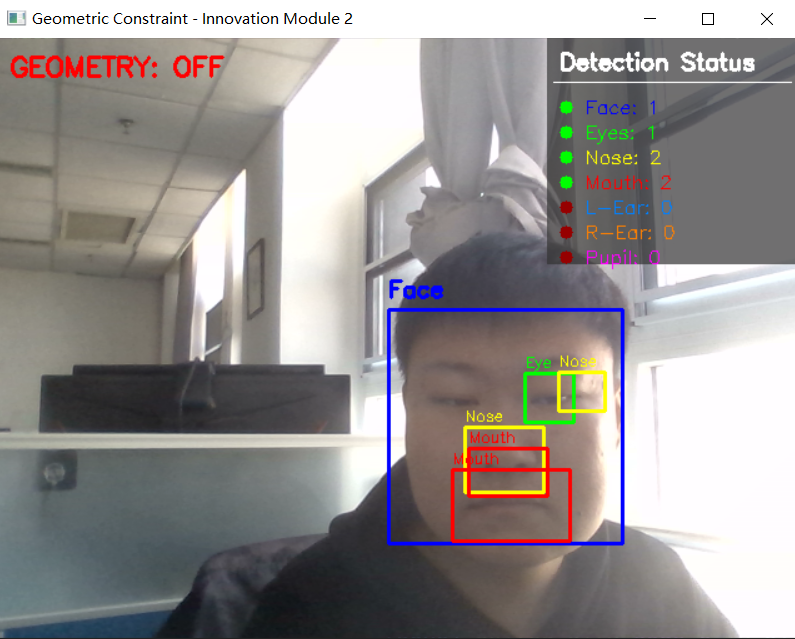 Geometric Constraint - Innovation Module 2
GEOMETRY: OFF
Detection Status
Face: 1
Eyes: 1
Nose: 2
Mouth: 2
L-Ear: 0
R-Ear: 0
Pupil: 0
Face
Eye
Nose
Nose
Mouth
Mouth